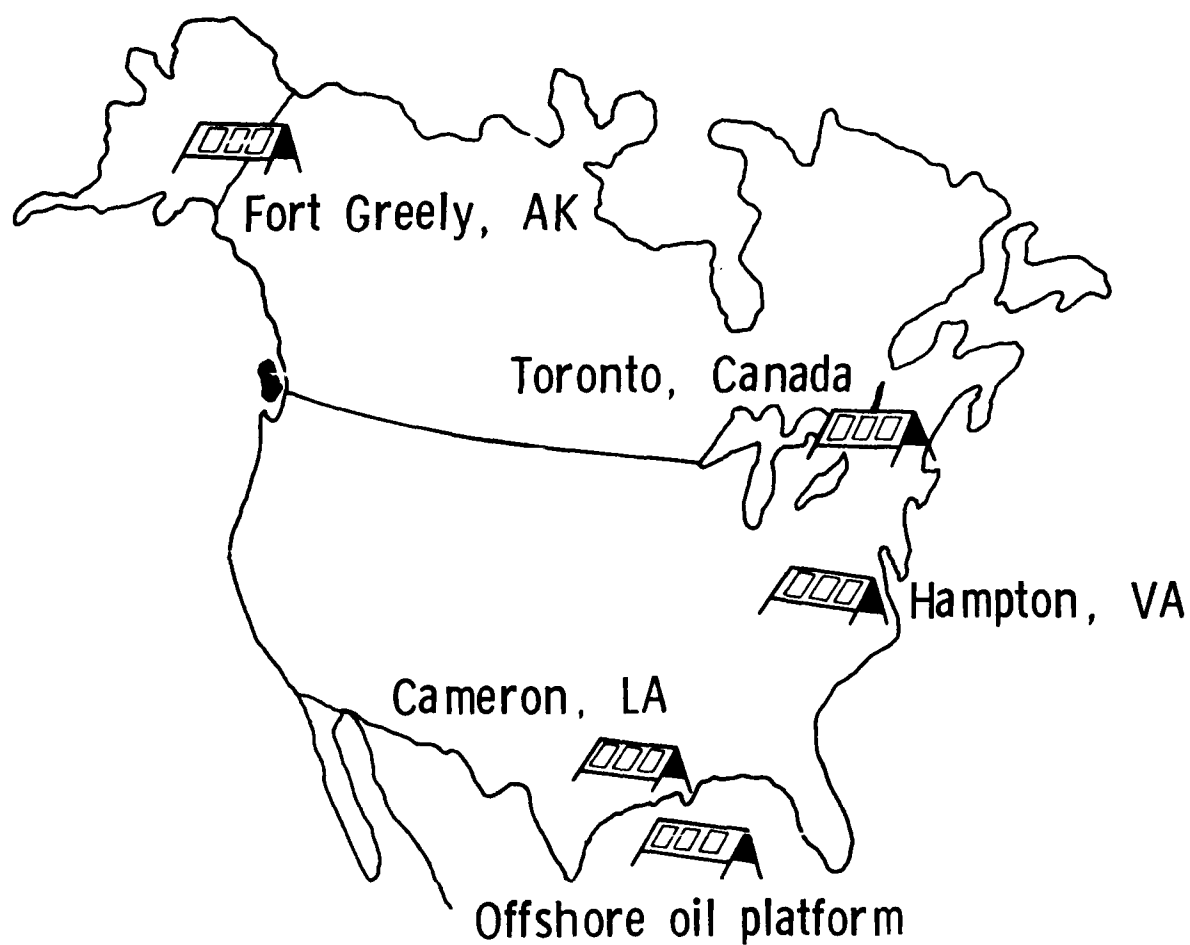 Fort Greely, AK
Toronto, Canada
Hampton, VA
Cameron, LA
Offshore oil platform